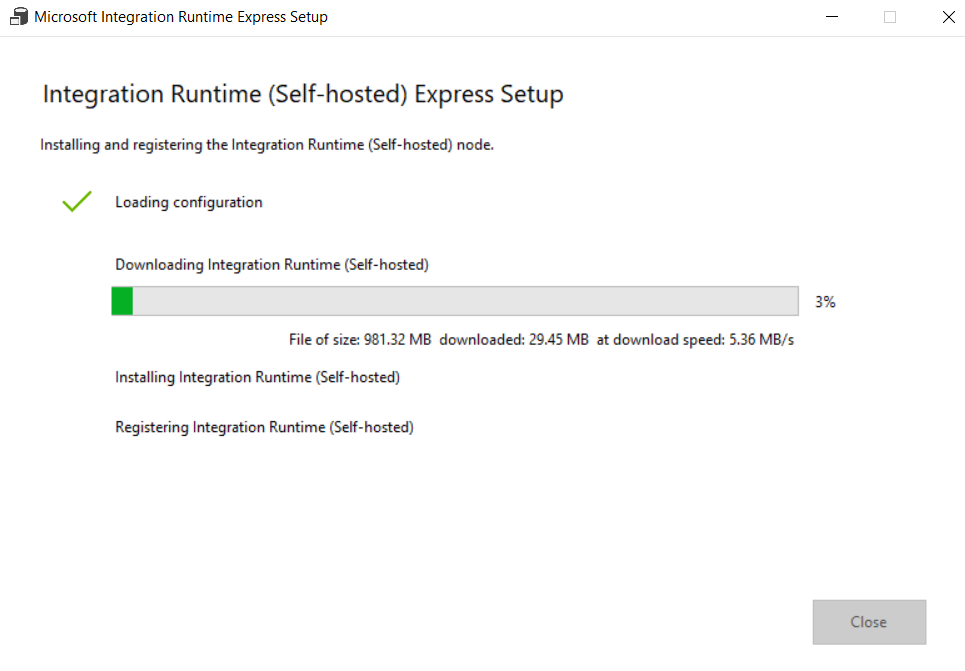 Microsoft Integration Runtime Express Setup
Integration Runtime (Self-hosted) Express Setup
Installing and registering the Integration Runtime (Self-hosted) node.
Loading configuration
Downloading Integration Runtime (Self-hosted)
3%
File of size: 981.32 MB  downloaded: 29.45 MB  at download speed: 5.36 MB/s
Installing Integration Runtime (Self-hosted)
Registering Integration Runtime (Self-hosted)
Close